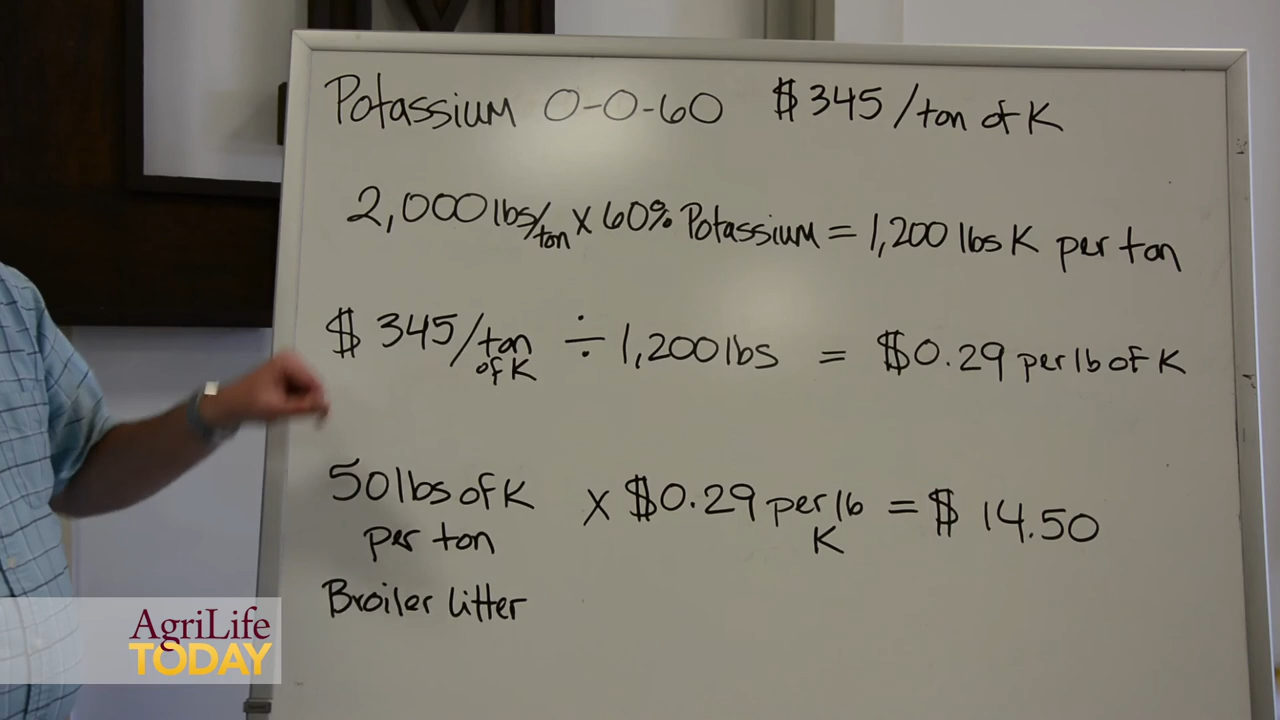 Potassium 0-0-60 $345/ton of K
2,000 lbs/ton x 60% Potassium = 1,200 lbs K per ton
$345/ton of K ÷ 1,200 lbs = $0.29 per lb of K
50 lbs of K x $0.29 per lb K = $14.50
per ton
Broiler litter
AgriLife
TODAY